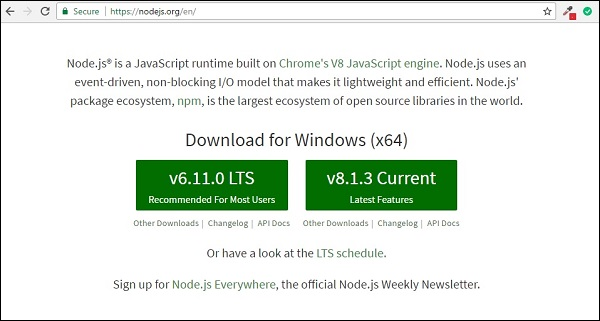 Secure | https://nodejs.org/en/
Node.js® is a JavaScript runtime built on Chrome's V8 JavaScript engine. Node.js uses an
event-driven, non-blocking I/O model that makes it lightweight and efficient. Node.js'
package ecosystem, npm, is the largest ecosystem of open source libraries in the world.
Download for Windows (x64)
v6.11.0 LTS
Recommended For Most Users
v8.1.3 Current
Latest Features
Other Downloads | Changelog | API Docs
Other Downloads | Changelog | API Docs
Or have a look at the LTS schedule.
Sign up for Node.js Everywhere, the official Node.js Weekly Newsletter.